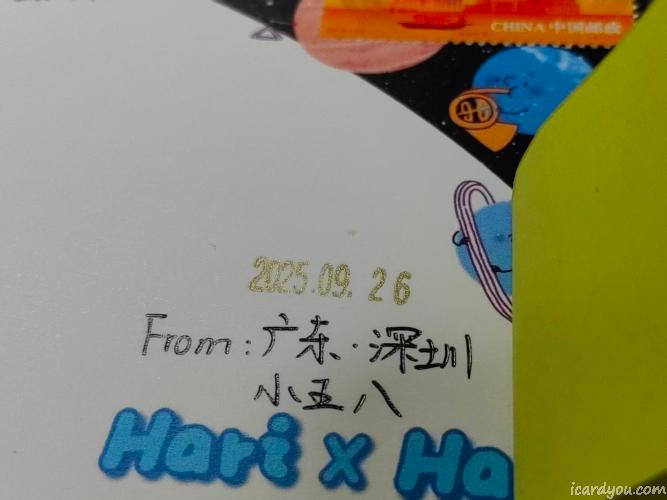 CHINA 中国邮政
2025.09.26
From: 广东·深圳
小王八
Hari x Ha
icardyou.com